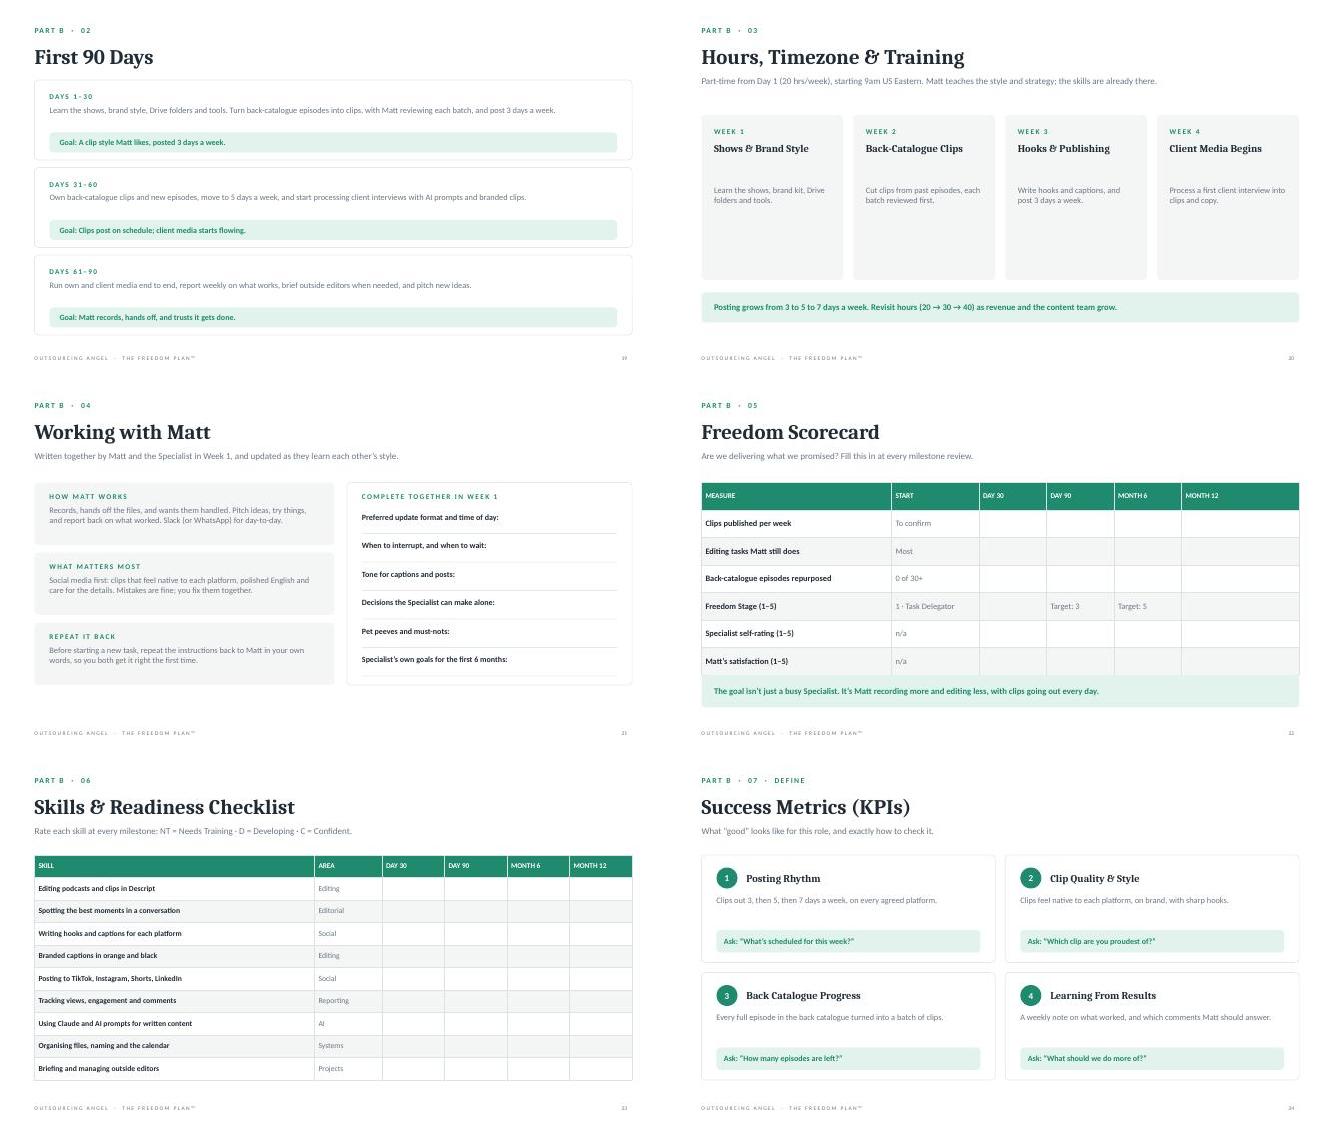 PART B · 02
First 90 Days
DAYS 1–30
Learn the shows, brand style, Drive folders and tools. Turn back-catalogue episodes into clips, with Matt reviewing each batch, and post 3 days a week.
Goal: A clip style Matt likes, posted 3 days a week.
DAYS 31–60
Own back-catalogue clips and new episodes, move to 5 days a week, and start processing client interviews with AI prompts and branded clips.
Goal: Clips post on schedule; client media starts flowing.
DAYS 61–90
Run own and client media end to end, report weekly on what works, brief outside editors when needed, and pitch new ideas.
Goal: Matt records, hands off, and trusts it gets done.
OUTSOURCING ANGEL · THE FREEDOM PLAN™ 19
PART B · 03
Hours, Timezone & Training
Part-time from Day 1 (20 hrs/week), starting 9am US Eastern. Matt teaches the style and strategy; the skills are already there.
WEEK 1
Shows & Brand Style
Learn the shows, brand kit, Drive
folders and tools.
WEEK 2
Back-Catalogue Clips
Cut clips from past episodes, each
batch reviewed first.
WEEK 3
Hooks & Publishing
Write hooks and captions, and
post 3 days a week.
WEEK 4
Client Media Begins
Process a first client interview into
clips and copy.
Posting grows from 3 to 5 to 7 days a week. Revisit hours (20 → 30 → 40) as revenue and the content team grow.
OUTSOURCING ANGEL · THE FREEDOM PLAN™ 20
PART B · 04
Working with Matt
Written together by Matt and the Specialist in Week 1, and updated as they learn each other's style.
HOW MATT WORKS
Records, hands off the files, and wants them handled. Pitch ideas, try things,
and report back on what worked. Slack (or WhatsApp) for day-to-day.
WHAT MATTERS MOST
Social media first: clips that feel native to each platform, polished English and
care for the details. Mistakes are fine; you fix them together.
REPEAT IT BACK
Before starting a new task, repeat the instructions back to Matt in your own
words, so you both get it right the first time.
COMPLETE TOGETHER IN WEEK 1
Preferred update format and time of day:
When to interrupt, and when to wait:
Tone for captions and posts:
Decisions the Specialist can make alone:
Pet peeves and must-nots:
Specialist's own goals for the first 6 months:
OUTSOURCING ANGEL · THE FREEDOM PLAN™ 21
PART B · 05
Freedom Scorecard
Are we delivering what we promised? Fill this in at every milestone review.
MEASURE START DAY 30 DAY 90 MONTH 6 MONTH 12
Clips published per week To confirm
Editing tasks Matt still does Most
Back-catalogue episodes repurposed 0 of 30+
Freedom Stage (1–5) 1 · Task Delegator Target: 3 Target: 5
Specialist self-rating (1–5) n/a
Matt's satisfaction (1–5) n/a
The goal isn't just a busy Specialist. It's Matt recording more and editing less, with clips going out every day.
OUTSOURCING ANGEL · THE FREEDOM PLAN™ 22
PART B · 06
Skills & Readiness Checklist
Rate each skill at every milestone: NT = Needs Training · D = Developing · C = Confident.
SKILL AREA DAY 30 DAY 90 MONTH 6 MONTH 12
Editing podcasts and clips in Descript Editing
Spotting the best moments in a conversation Editorial
Writing hooks and captions for each platform Social
Branded captions in orange and black Editing
Posting to TikTok, Instagram, Shorts, LinkedIn Social
Tracking views, engagement and comments Reporting
Using Claude and AI prompts for written content AI
Organising files, naming and the calendar Systems
Briefing and managing outside editors Projects
OUTSOURCING ANGEL · THE FREEDOM PLAN™ 23
PART B · 07 · DEFINE
Success Metrics (KPIs)
What "good" looks like for this role, and exactly how to check it.
1 Posting Rhythm
Clips out 3, then 5, then 7 days a week, on every agreed platform.
Ask: "What's scheduled for this week?"
2 Clip Quality & Style
Clips feel native to each platform, on brand, with sharp hooks.
Ask: "Which clip are you proudest of?"
3 Back Catalogue Progress
Every full episode in the back catalogue turned into a batch of clips.
Ask: "How many episodes are left?"
4 Learning From Results
A weekly note on what worked, and which comments Matt should answer.
Ask: "What should we do more of?"
OUTSOURCING ANGEL · THE FREEDOM PLAN™ 24